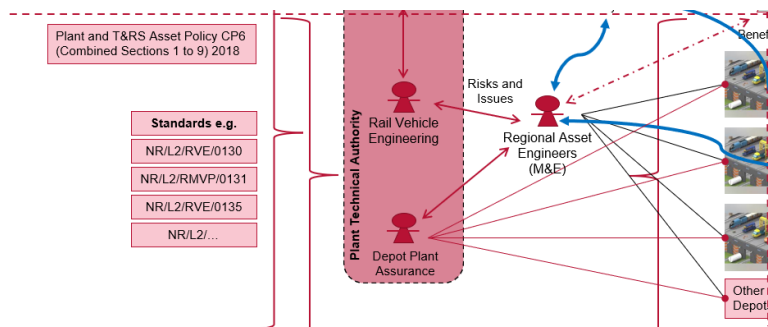 Plant and T&RS Asset Policy CP6
(Combined Sections 1 to 9) 2018
Standards e.g.
NR/L2/RVE/0130
NR/L2/RMVP/0131
NR/L2/RVE/0135
NR/L2/…
Plant Technical Authority
Rail Vehicle
Engineering
Depot Plant
Assurance
Risks and
Issues
Regional Asset
Engineers
(M&E)
Other
Depot